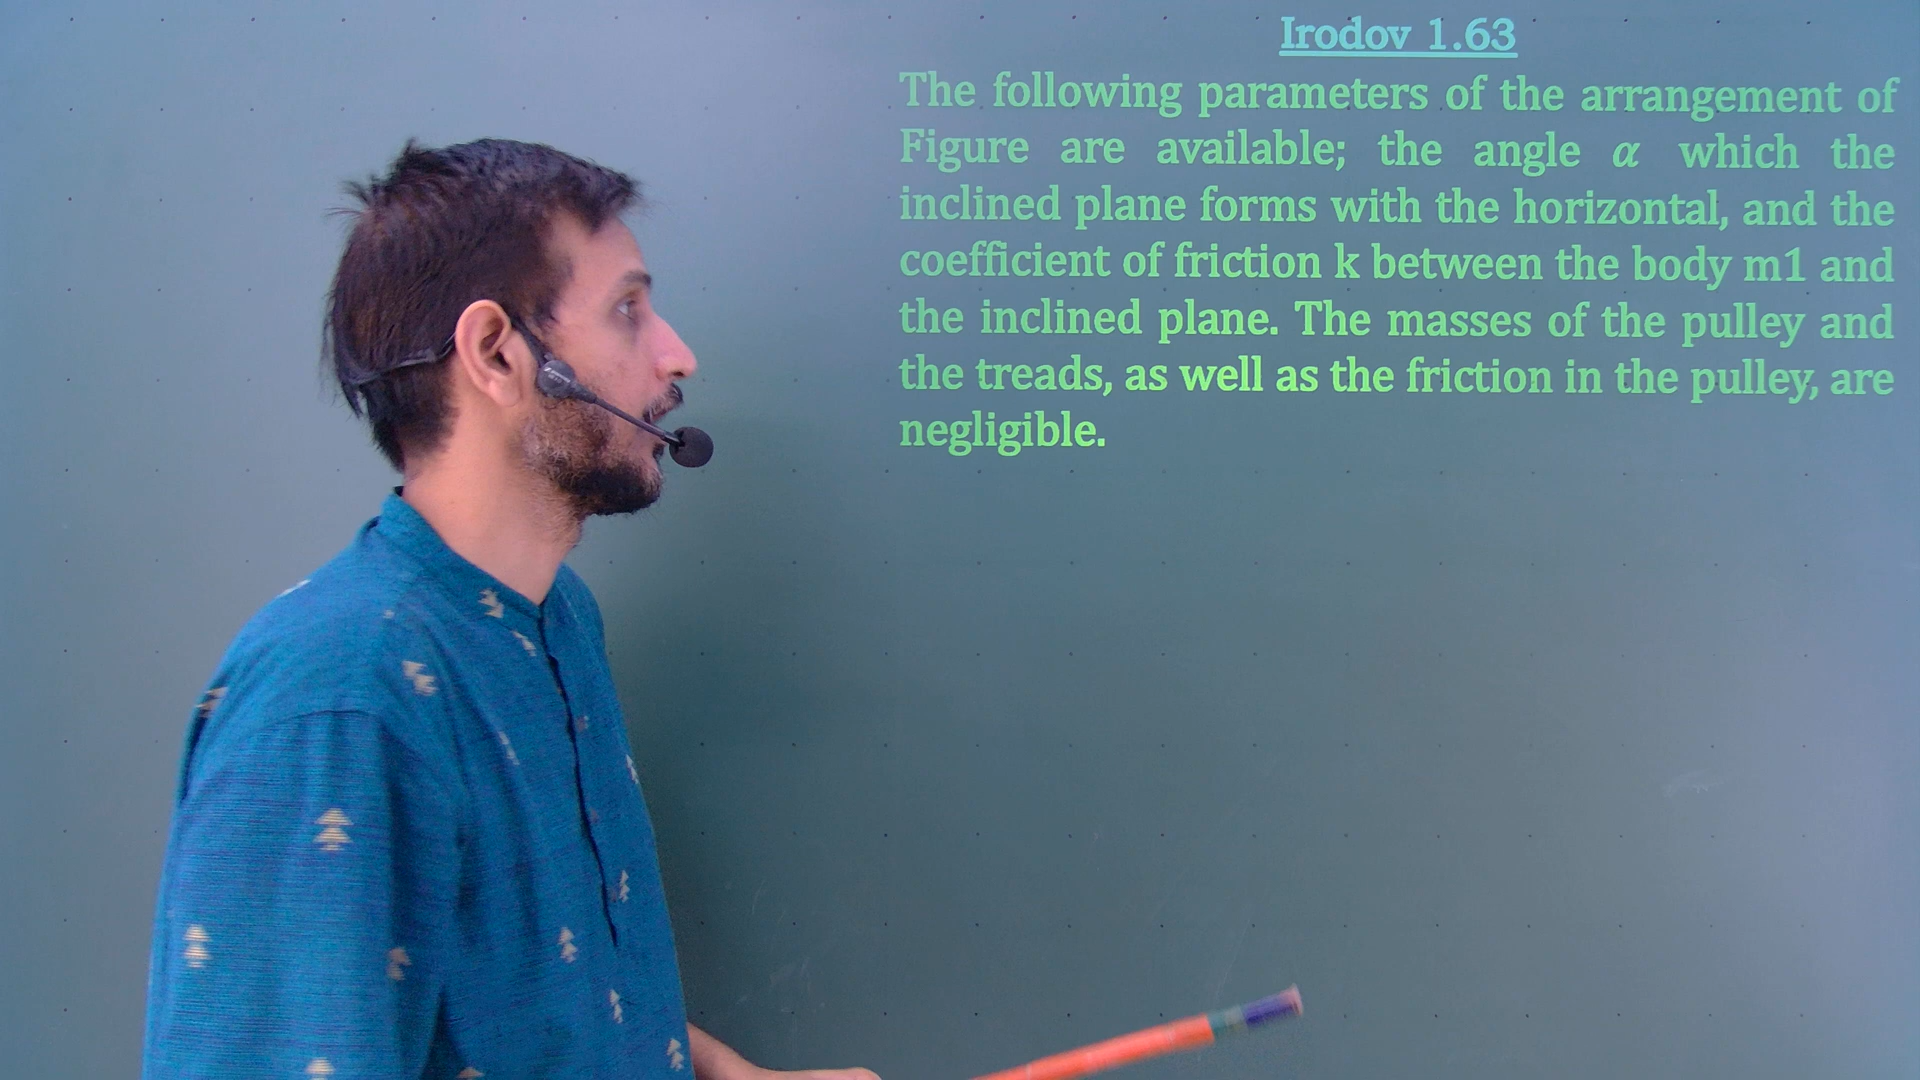 Irodov 1.63
The following parameters of the arrangement of
Figure are available; the angle α which the
inclined plane forms with the horizontal, and the
coefficient of friction k between the body m1 and
the inclined plane. The masses of the pulley and
the treads, as well as the friction in the pulley, are
negligible.